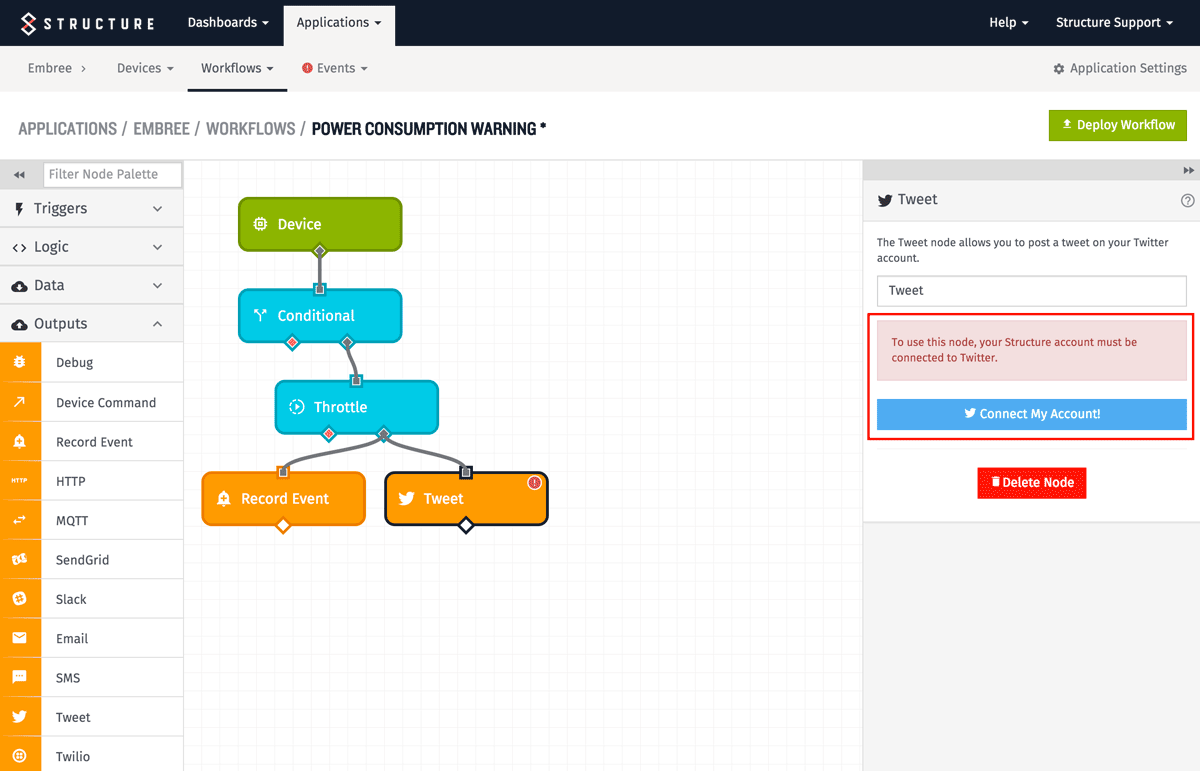 STRUCTURE
Dashboards
Applications
Help
Structure Support
Embree
Devices
Workflows
Events
Application Settings
APPLICATIONS / EMBREE / WORKFLOWS / POWER CONSUMPTION WARNING *
Deploy Workflow
Filter Node Palette
Triggers
Logic
Data
Outputs
Debug
Device Command
Record Event
HTTP
HTTP
MQTT
SendGrid
Slack
Email
SMS
Tweet
Twilio
Device
Conditional
Throttle
Record Event
Tweet
Tweet
The Tweet node allows you to post a tweet on your Twitter
account.
Tweet
To use this node, your Structure account must be
connected to Twitter.
Connect My Account!
Delete Node